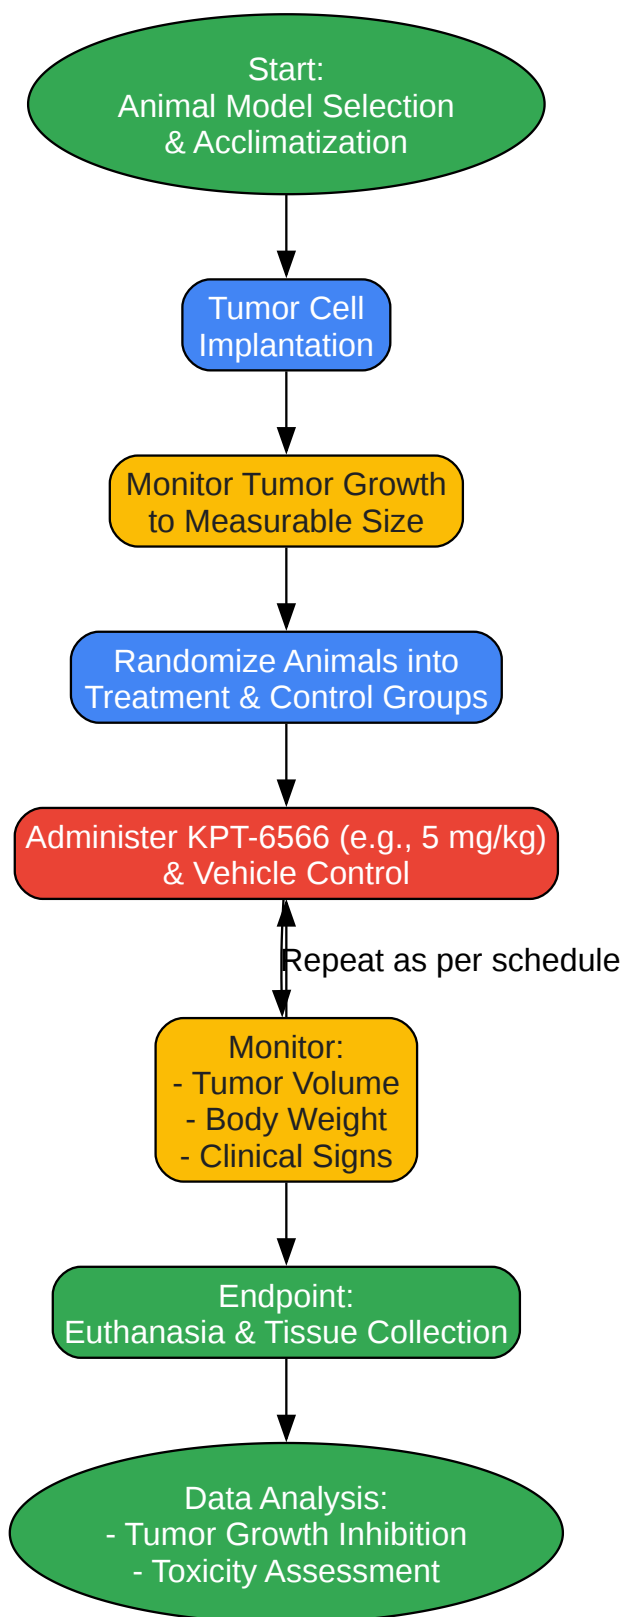 Start:
Animal Model Selection
& Acclimatization
Tumor Cell
Implantation
Monitor Tumor Growth
to Measurable Size
Randomize Animals into
Treatment & Control Groups
Administer KPT-6566 (e.g., 5 mg/kg)
& Vehicle Control
Repeat as per schedule
Monitor:
- Tumor Volume
- Body Weight
- Clinical Signs
Endpoint:
Euthanasia & Tissue Collection
Data Analysis:
- Tumor Growth Inhibition
- Toxicity Assessment